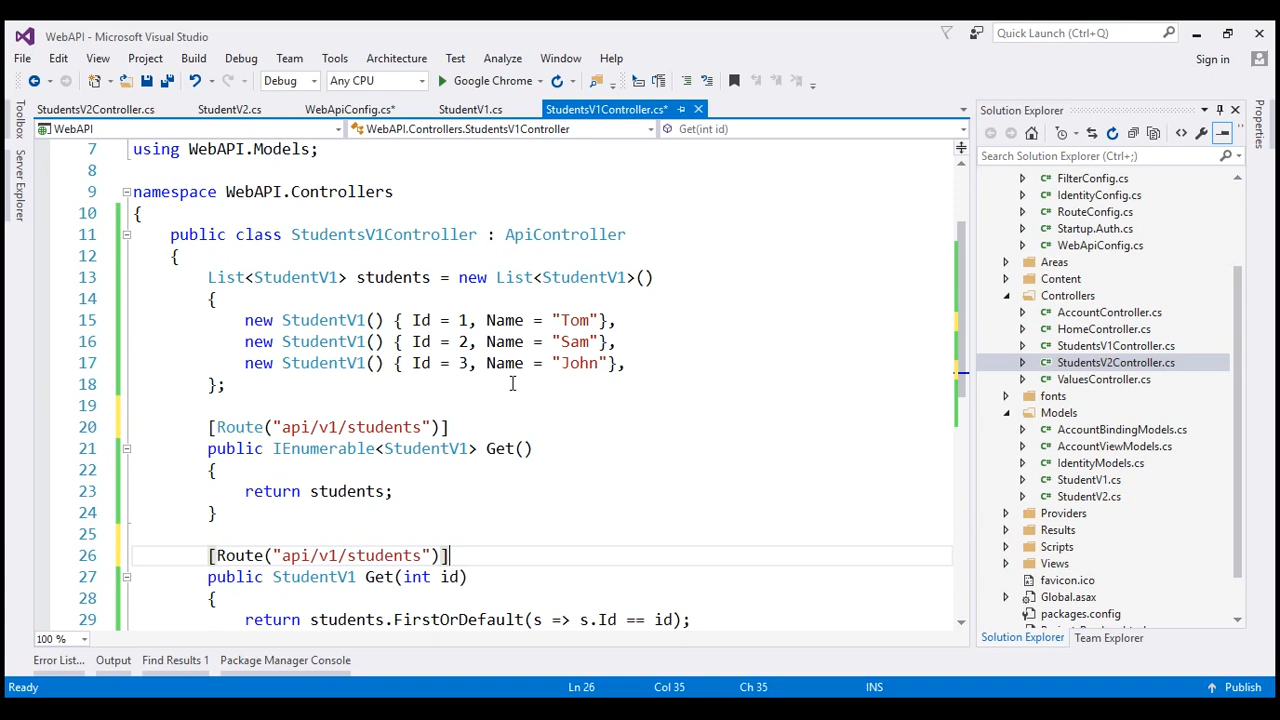 WebAPI - Microsoft Visual Studio
Quick Launch (Ctrl+Q)
File Edit View Project Build Debug Team Tools Architecture Test Analyze Window Help
Sign in
Debug Any CPU Google Chrome
Toolbox
Server Explorer
StudentsV2Controller.cs StudentV2.cs WebApiConfig.cs* StudentV1.cs StudentsV1Controller.cs*
WebAPI WebAPI.Controllers.StudentsV1Controller Get(int id)
7 using WebAPI.Models;
8
9 namespace WebAPI.Controllers
10 {
11 public class StudentsV1Controller : ApiController
12 {
13 List<StudentV1> students = new List<StudentV1>()
14 {
15 new StudentV1() { Id = 1, Name = "Tom"},
16 new StudentV1() { Id = 2, Name = "Sam"},
17 new StudentV1() { Id = 3, Name = "John"},
18 };
19
20 [Route("api/v1/students")]
21 public IEnumerable<StudentV1> Get()
22 {
23 return students;
24 }
25
26 [Route("api/v1/students")]
27 public StudentV1 Get(int id)
28 {
29 return students.FirstOrDefault(s => s.Id == id);
100 %
Solution Explorer
Search Solution Explorer (Ctrl+;)
FilterConfig.cs
IdentityConfig.cs
RouteConfig.cs
Startup.Auth.cs
WebApiConfig.cs
Areas
Content
Controllers
AccountController.cs
HomeController.cs
StudentsV1Controller.cs
StudentsV2Controller.cs
ValuesController.cs
fonts
Models
AccountBindingModels.cs
AccountViewModels.cs
IdentityModels.cs
StudentV1.cs
StudentV2.cs
Providers
Results
Scripts
Views
favicon.ico
Global.asax
packages.config
Solution Explorer Team Explorer
Properties
Error List... Output Find Results 1 Package Manager Console
Ready Ln 26 Col 35 Ch 35 INS Publish